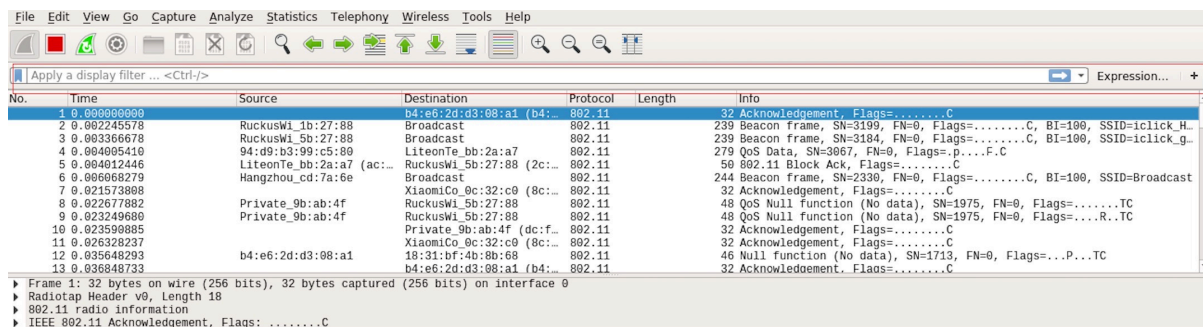 File Edit View Go Capture Analyze Statistics Telephony Wireless Tools Help
Apply a display filter ... <Ctrl-/> Expression... +
No. Time Source Destination Protocol Length Info
1 0.000000000 b4:e6:2d:d3:08:a1 (b4:… 802.11 32 Acknowledgement, Flags=........C
2 0.002245578 RuckusWi_1b:27:88 Broadcast 802.11 239 Beacon frame, SN=3199, FN=0, Flags=........C, BI=100, SSID=iclick_H…
3 0.003366678 RuckusWi_5b:27:88 Broadcast 802.11 239 Beacon frame, SN=3184, FN=0, Flags=........C, BI=100, SSID=iclick_g…
4 0.004005410 94:d9:b3:99:c5:80 LiteonTe_bb:2a:a7 802.11 279 QoS Data, SN=3067, FN=0, Flags=.p....F.C
5 0.004012446 LiteonTe_bb:2a:a7 (ac:… RuckusWi_5b:27:88 (2c:… 802.11 50 802.11 Block Ack, Flags=........C
6 0.006068279 Hangzhou_cd:7a:6e Broadcast 802.11 244 Beacon frame, SN=2330, FN=0, Flags=........C, BI=100, SSID=Broadcast
7 0.021573808 XiaomiCo_0c:32:c0 (8c:… 802.11 32 Acknowledgement, Flags=........C
8 0.022677882 Private_9b:ab:4f RuckusWi_5b:27:88 802.11 48 QoS Null function (No data), SN=1975, FN=0, Flags=.......TC
9 0.023249680 Private_9b:ab:4f RuckusWi_5b:27:88 802.11 48 QoS Null function (No data), SN=1975, FN=0, Flags=....R..TC
10 0.023590885 Private_9b:ab:4f (dc:f… 802.11 32 Acknowledgement, Flags=........C
11 0.026328237 XiaomiCo_0c:32:c0 (8c:… 802.11 32 Acknowledgement, Flags=........C
12 0.035648293 b4:e6:2d:d3:08:a1 18:31:bf:4b:8b:68 802.11 46 Null function (No data), SN=1713, FN=0, Flags=...P...TC
13 0.036848733 b4:e6:2d:d3:08:a1 (b4:… 802.11 32 Acknowledgement, Flags=........C
Frame 1: 32 bytes on wire (256 bits), 32 bytes captured (256 bits) on interface 0
Radiotap Header v0, Length 18
802.11 radio information
IEEE 802.11 Acknowledgement, Flags: ........C